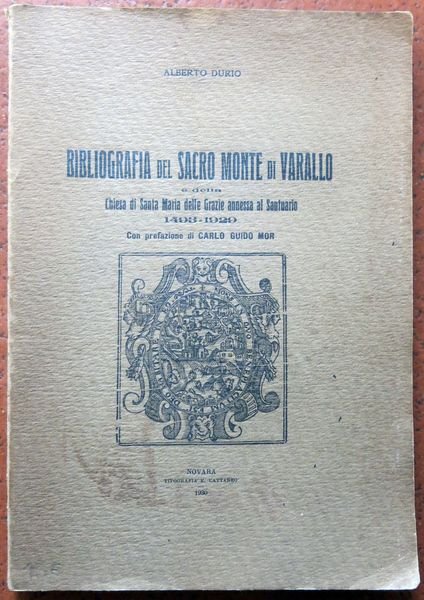 ALBERTO DURIO
BIBLIOGRAFIA DEL SACRO MONTE DI VARALLO
e della
Chiesa di Santa Maria delle Grazie annessa al Santuario
1493-1929
Con prefazione di CARLO GUIDO MOR
NOVARA
TIPOGRAFIA E. CATTANEO
1930